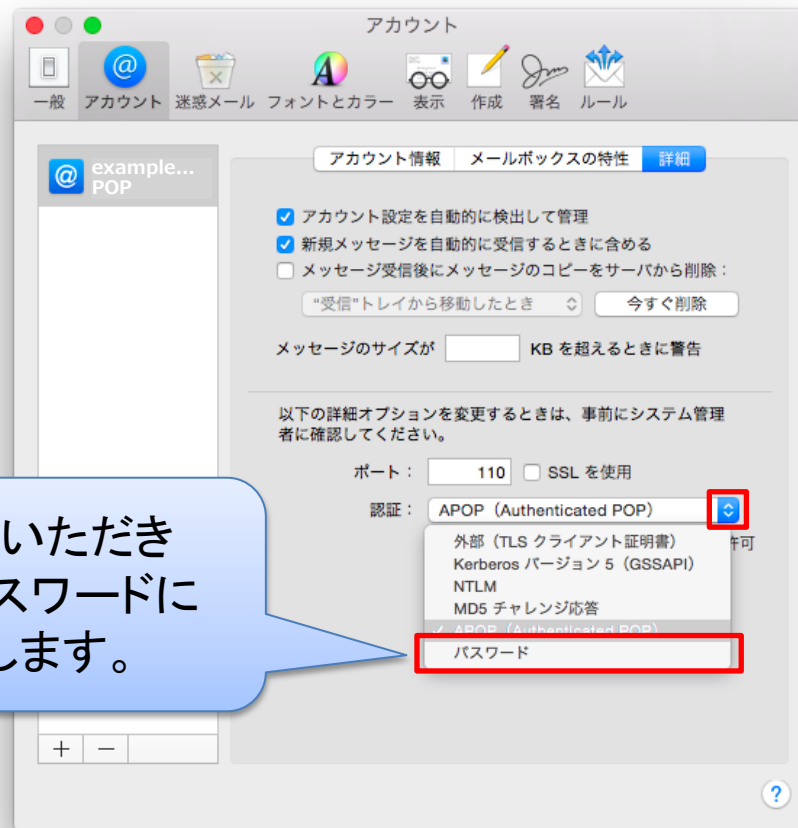 アカウント
一般 アカウント 迷惑メール フォントとカラー 表示 作成 署名 ルール
example...
POP
アカウント情報 メールボックスの特性 詳細
アカウント設定を自動的に検出して管理
新規メッセージを自動的に受信するときに含める
メッセージ受信後にメッセージのコピーをサーバから削除：
“受信”トレイから移動したとき 今すぐ削除
メッセージのサイズが KB を超えるときに警告
以下の詳細オプションを変更するときは、事前にシステム管理
者に確認してください。
ポート： 110 SSL を使用
認証： APOP（Authenticated POP）
外部（TLS クライアント証明書） 許可
Kerberos バージョン 5（GSSAPI）
NTLM
MD5 チャレンジ応答
✓ APOP（Authenticated POP）
パスワード
いただき
スワードに
します。
+ −
?